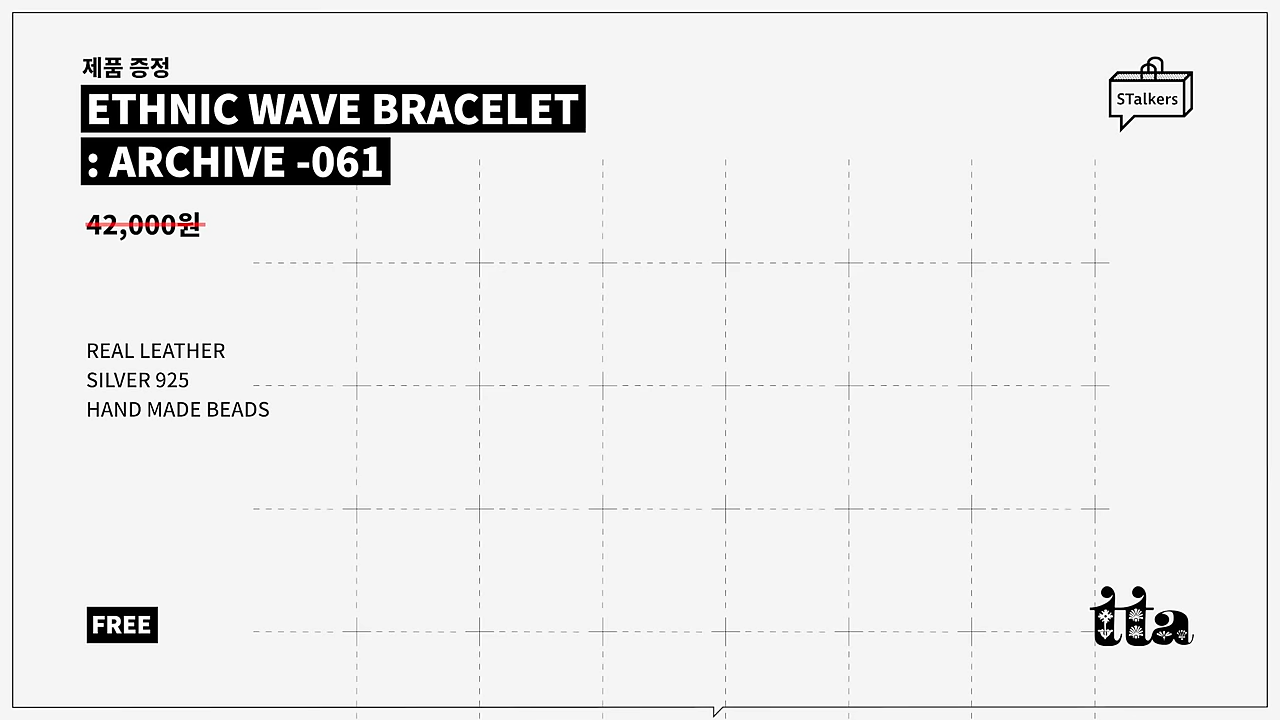 제품 증정
ETHNIC WAVE BRACELET
: ARCHIVE -061
STalkers
42,000원
REAL LEATHER
SILVER 925
HAND MADE BEADS
FREE
tta